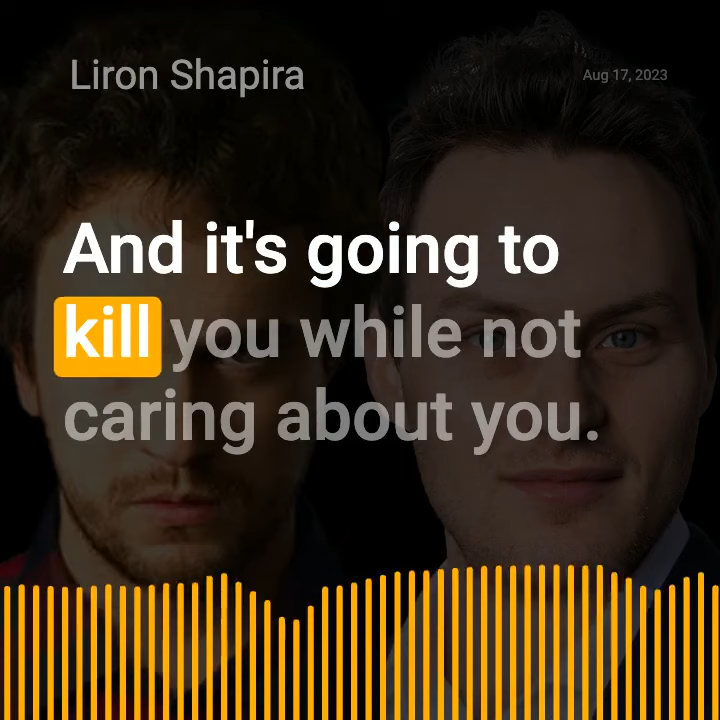 Liron Shapira
Aug 17, 2023
And it's going to
kill you while not
caring about you.